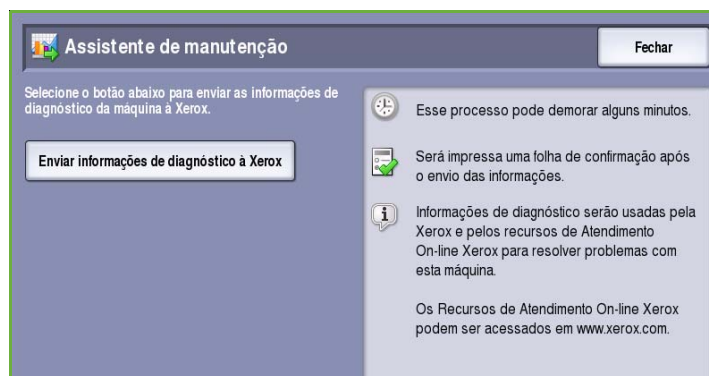 Assistente de manutenção
Fechar
Selecione o botão abaixo para enviar as informações de
diagnóstico da máquina à Xerox.
Enviar informações de diagnóstico à Xerox
Esse processo pode demorar alguns minutos.
Será impressa uma folha de confirmação após
o envio das informações.
Informações de diagnóstico serão usadas pela
Xerox e pelos recursos de Atendimento
On-line Xerox para resolver problemas com
esta máquina.
Os Recursos de Atendimento On-line Xerox
podem ser acessados em www.xerox.com.